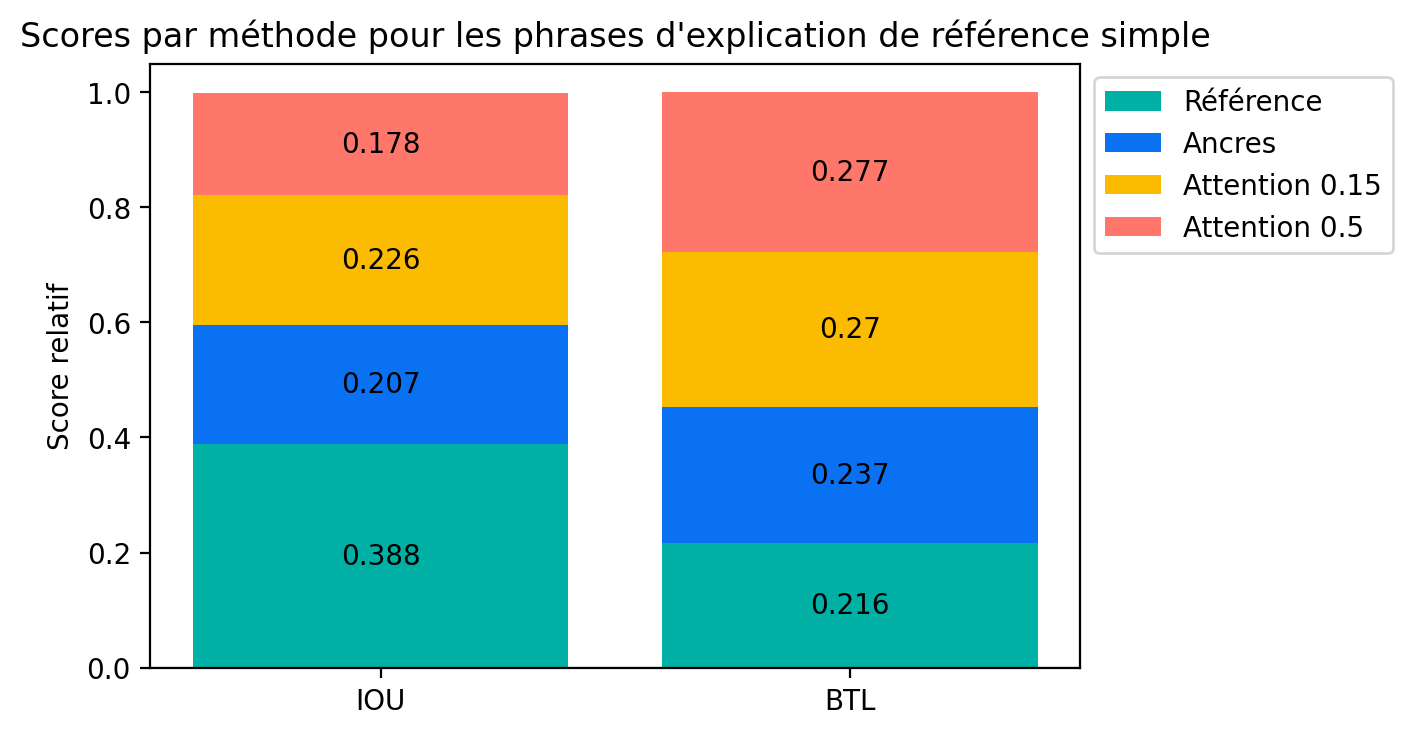 Scores par méthode pour les phrases d'explication de référence simple
Score relatif
1.0
0.8
0.6
0.4
0.2
0.0
0.178
0.226
0.207
0.388
0.277
0.27
0.237
0.216
IOU
BTL
Référence
Ancres
Attention 0.15
Attention 0.5